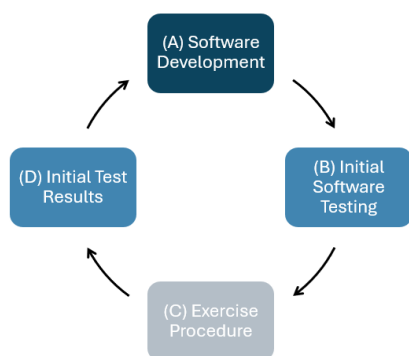 (A) Software
Development
(B) Initial
Software
Testing
(C) Exercise
Procedure
(D) Initial Test
Results